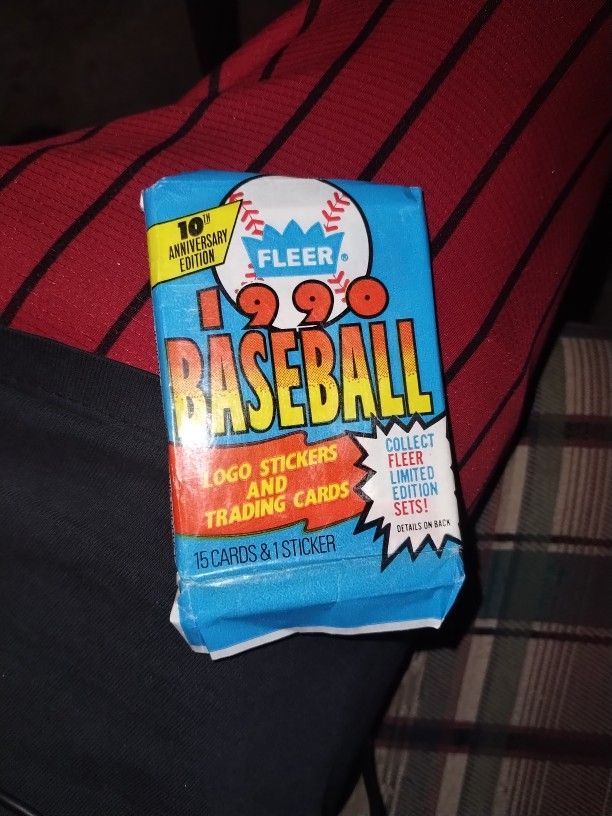 10TH
ANNIVERSARY
EDITION
FLEER®
1990
BASEBALL
LOGO STICKERS
AND
TRADING CARDS
COLLECT
FLEER
LIMITED
EDITION
SETS!
DETAILS ON BACK
15 CARDS & 1 STICKER